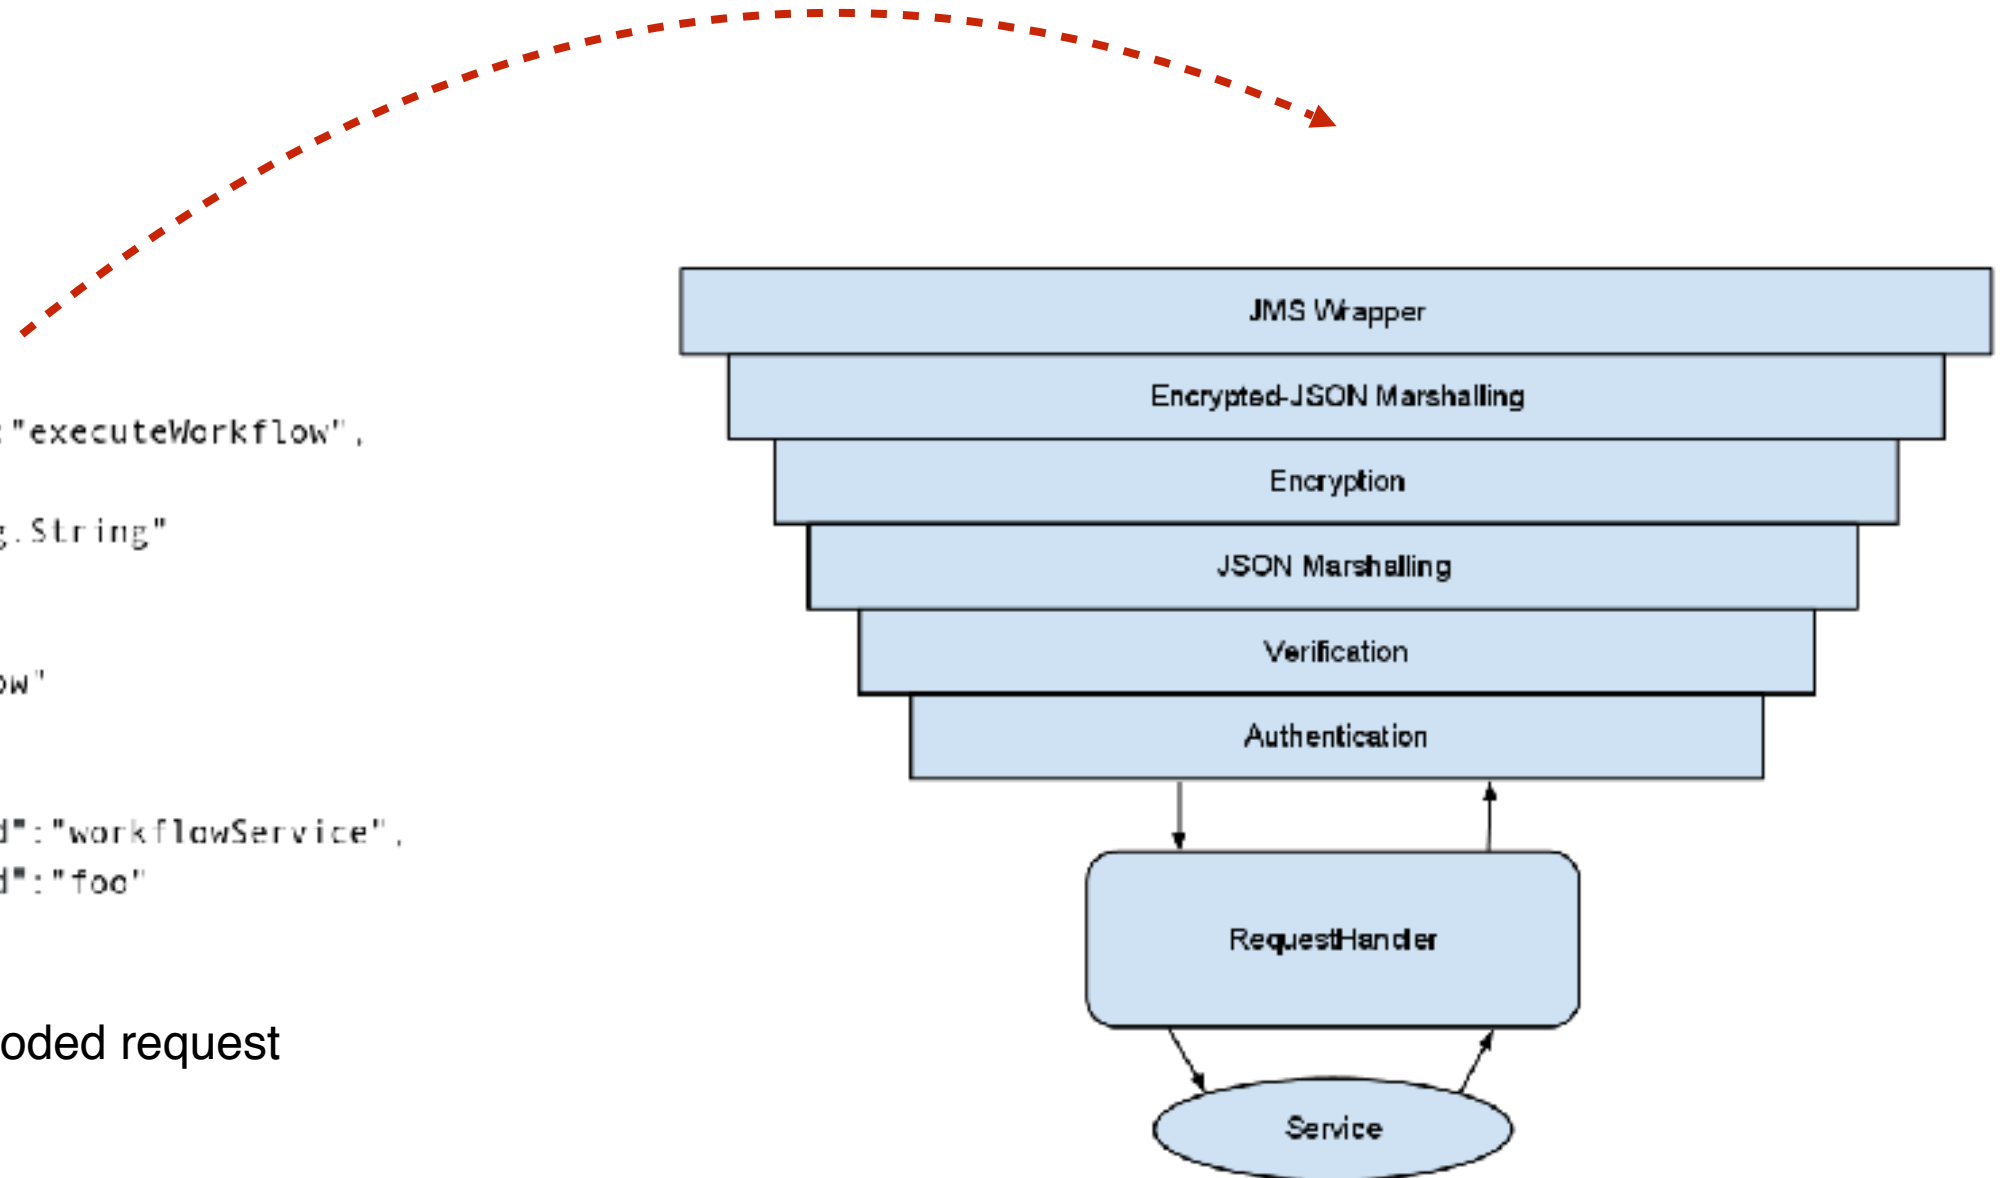 :"executeWorkflow",
g.String"
ow"
d":"workflowService",
d":"foo"
oded request
JMS Wrapper
Encrypted-JSON Marshalling
Encryption
JSON Marshalling
Verification
Authentication
RequestHandler
Service